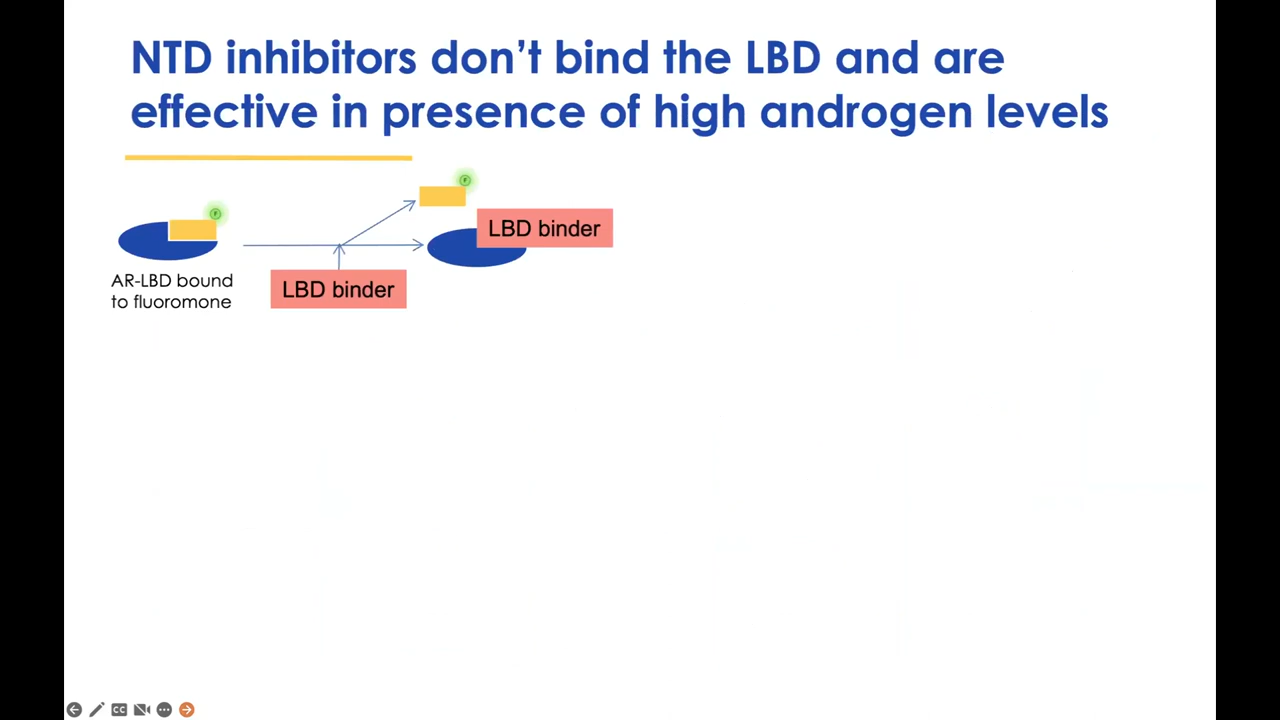 NTD inhibitors don’t bind the LBD and are
effective in presence of high androgen levels
F
F
LBD binder
AR-LBD bound
to fluoromone
LBD binder
CC